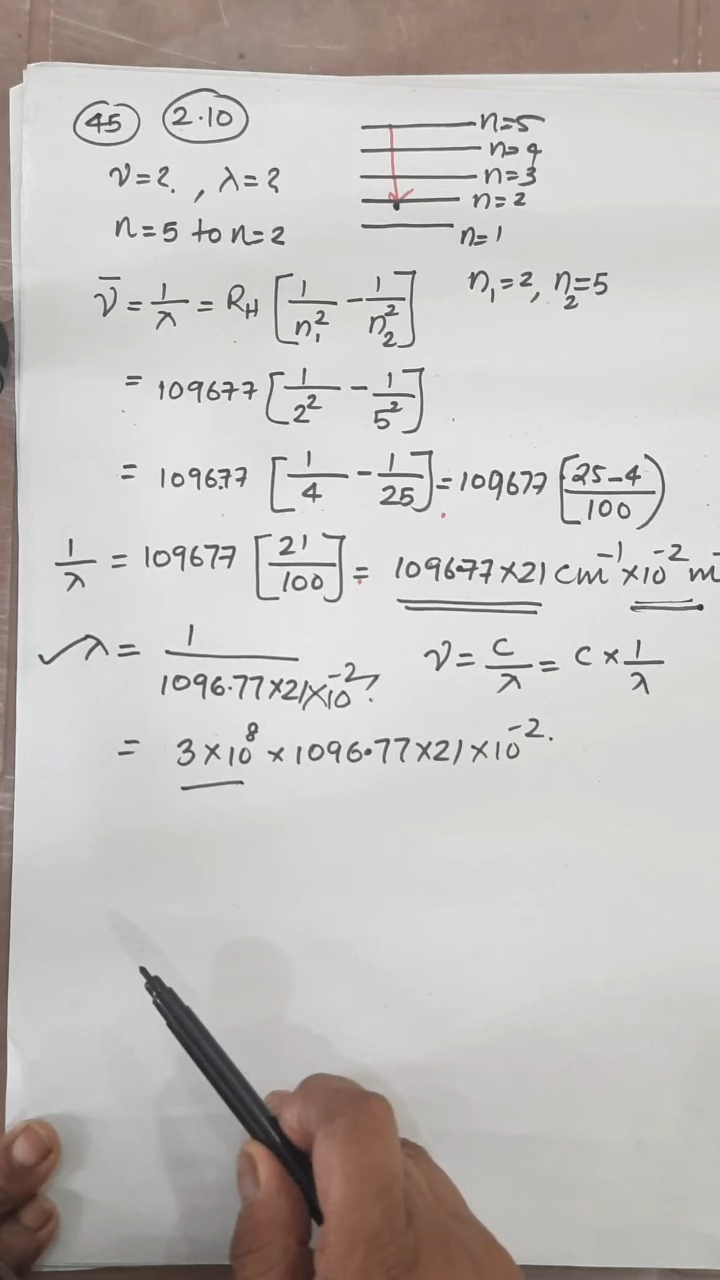 45 2.10
n=5
n=4
n=3
n=2
n=1
ν=?, λ=?
n=5 to n=2
ν̄ = 1/λ = R_H [1/n₁² − 1/n₂²] n₁=2, n₂=5
= 109677 [1/2² − 1/5²]
= 109677 [1/4 − 1/25] = 109677 [25−4/100)
1/λ = 109677 [21/100] = 1096.77×21 cm⁻¹×10⁻² m
✓λ = 1/1096.77×21×10⁻²? ν = c/λ = c × 1/λ
= 3×10⁸ × 1096.77×21×10⁻².